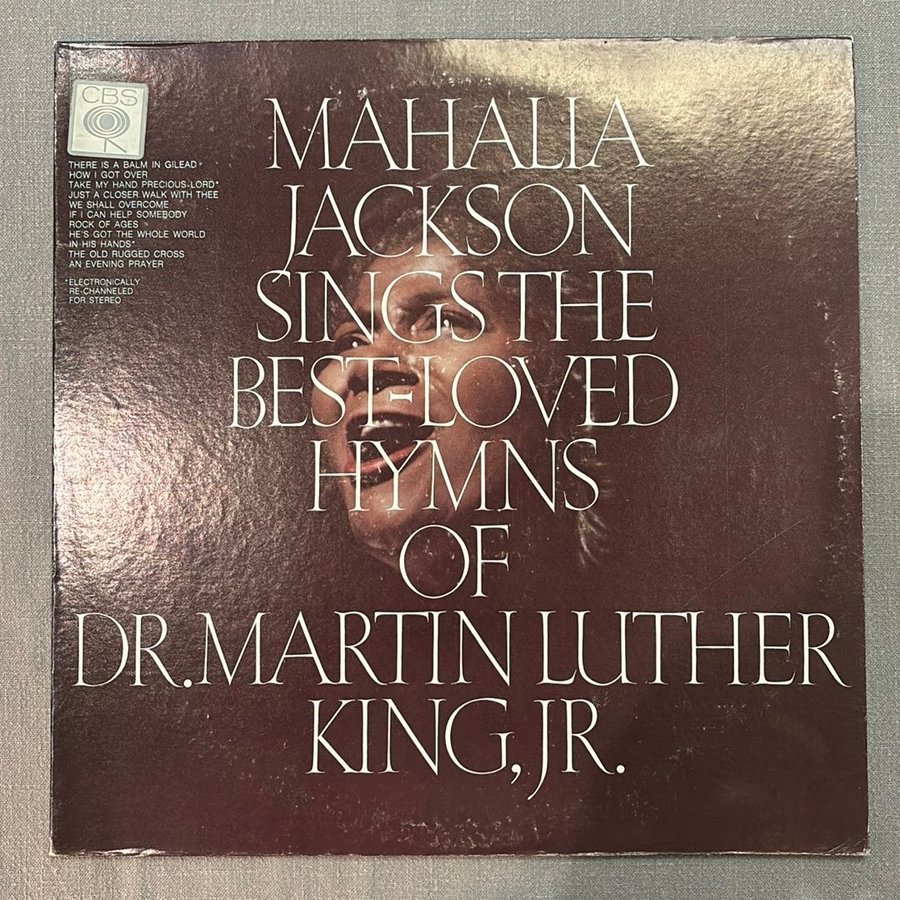 CBS
THERE IS A BALM IN GILEAD*
HOW I GOT OVER
TAKE MY HAND PRECIOUS LORD*
JUST A CLOSER WALK WITH THEE
WE SHALL OVERCOME
IF I CAN HELP SOMEBODY
ROCK OF AGES
HE'S GOT THE WHOLE WORLD
IN HIS HANDS*
THE OLD RUGGED CROSS
AN EVENING PRAYER
*ELECTRONICALLY
RE-CHANNELED
FOR STEREO
MAHALIA
JACKSON
SINGS THE
BEST-LOVED
HYMNS
OF
DR. MARTIN LUTHER
KING, JR.